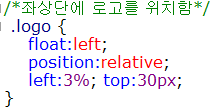 /*좌상단에 로고를 위치함*/
.logo {
float:left;
position:relative;
left:3%; top:30px;
}